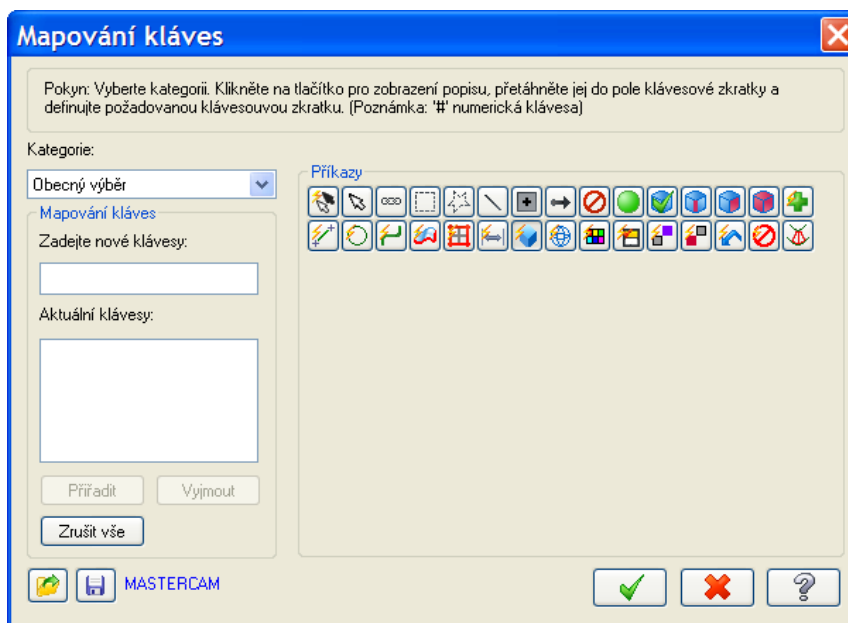 Mapování kláves
Pokyn: Vyberte kategorii. Klikněte na tlačítko pro zobrazení popisu, přetáhněte jej do pole klávesové zkratky a
definujte požadovanou klávesouvou zkratku. (Poznámka: '#' numerická klávesa)
Kategorie:
Obecný výběr
Mapování kláves
Zadejte nové klávesy:
Aktuální klávesy:
Přiřadit
Vyjmout
Zrušit vše
MASTERCAM
Příkazy